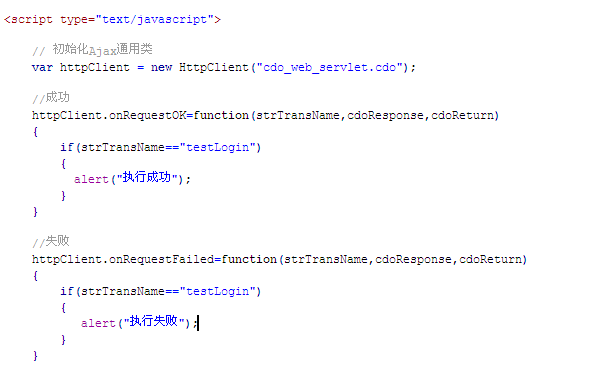 <script type="text/javascript">
// 初始化Ajax通用类
var httpClient = new HttpClient("cdo_web_servlet.cdo");
//成功
httpClient.onRequestOK=function(strTransName,cdoResponse,cdoReturn)
{
if(strTransName=="testLogin")
{
alert("执行成功");
}
}
//失败
httpClient.onRequestFailed=function(strTransName,cdoResponse,cdoReturn)
{
if(strTransName=="testLogin")
{
alert("执行失败");
}
}